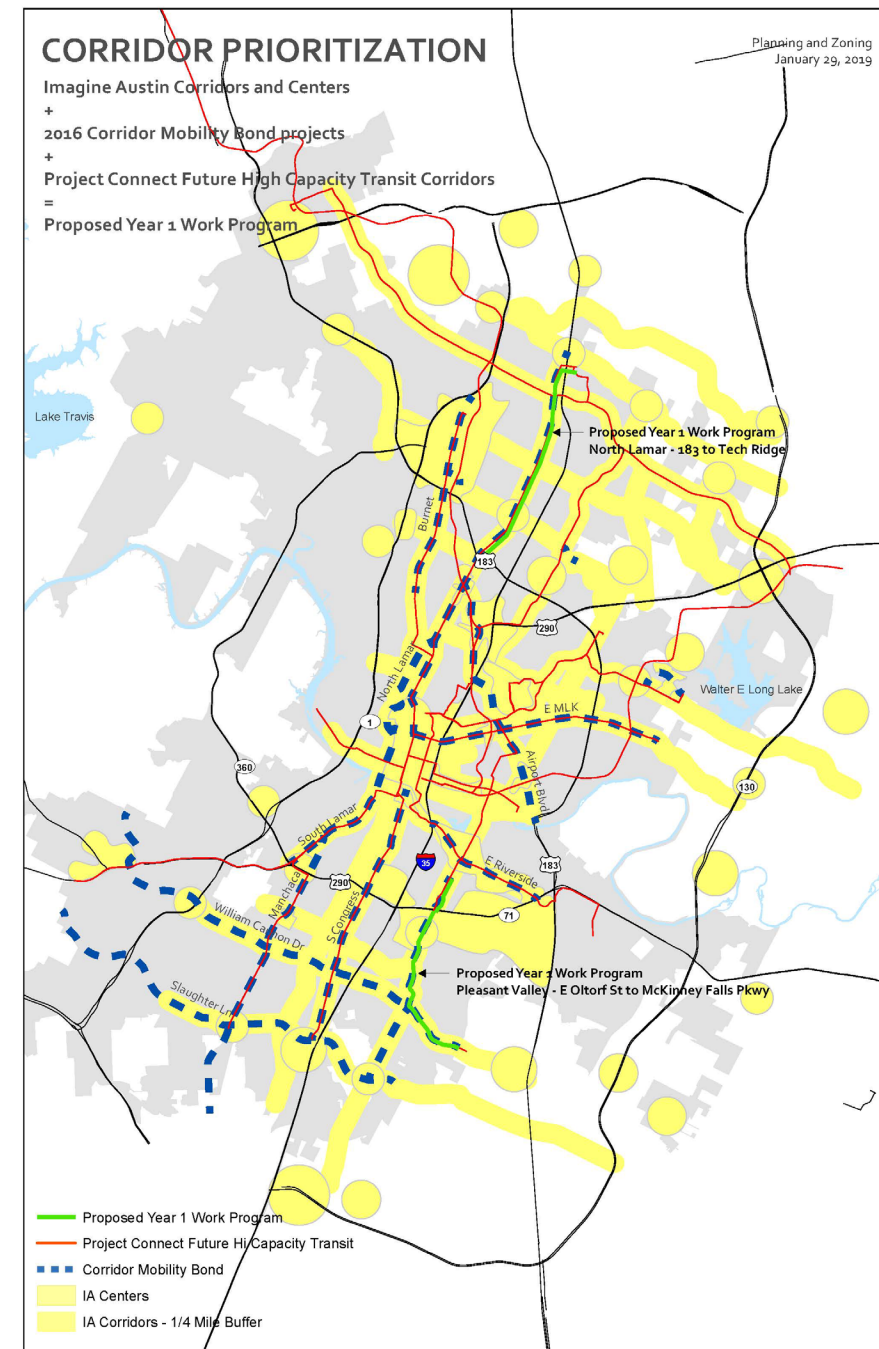 CORRIDOR PRIORITIZATION
Planning and Zoning
January 29, 2019
Imagine Austin Corridors and Centers
+
2016 Corridor Mobility Bond projects
+
Project Connect Future High Capacity Transit Corridors
=
Proposed Year 1 Work Program
Lake Travis
Proposed Year 1 Work Program
North Lamar - 183 to Tech Ridge
Burnet
183
290
North Lamar
Walter E Long Lake
E MLK
1
Airport Blvd
360
130
South Lamar
35
E Riverside
183
290
Manchaca
S Congress
71
William Cannon Dr
Proposed Year 1 Work Program
Pleasant Valley - E Oltorf St to McKinney Falls Pkwy
Slaughter Ln
Proposed Year 1 Work Program
Project Connect Future Hi Capacity Transit
Corridor Mobility Bond
IA Centers
IA Corridors - 1/4 Mile Buffer